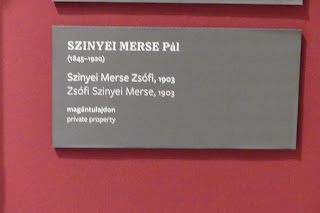 SZINYEI MERSE Pál
(1845–1920)
Szinyei Merse Zsófi, 1903
Zsófi Szinyei Merse, 1903
magántulajdon
private property